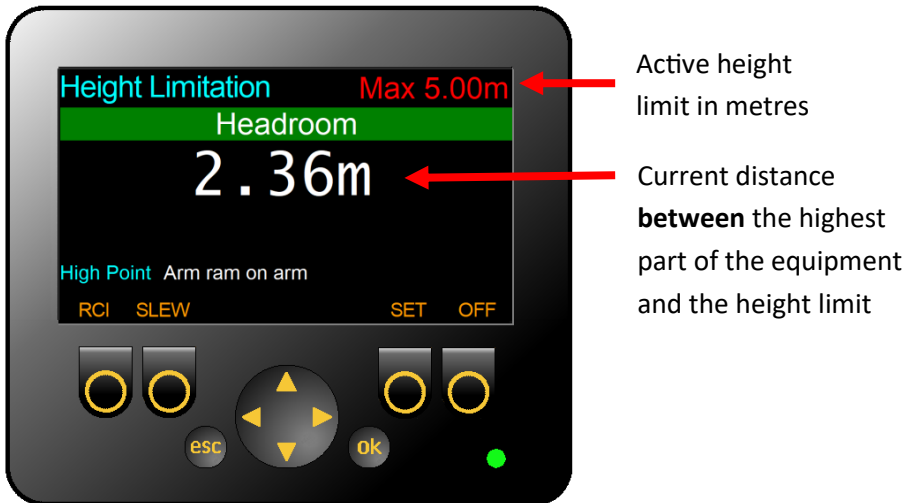 Height Limitation Max 5.00m
Headroom
2.36m
High Point Arm ram on arm
RCI SLEW SET OFF
esc ok
Active height
limit in metres
Current distance
between the highest
part of the equipment
and the height limit